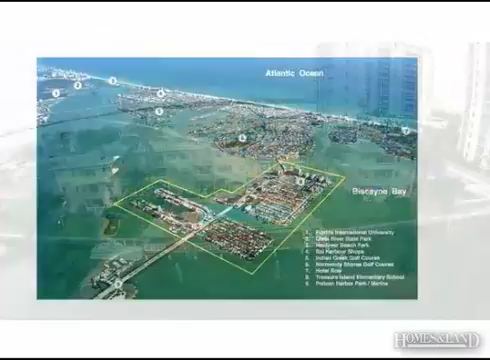 Atlantic Ocean
Biscayne Bay
1. Florida International University
2. Oleta River State Park
3. Haulover Beach Park
4. Bal Harbour Shops
5. Indian Creek Golf Course
6. Normandy Shores Golf Course
7. Hotel Row
8. Treasure Island Elementary School
9. Pelican Harbor Park / Marina
HOMES & LAND